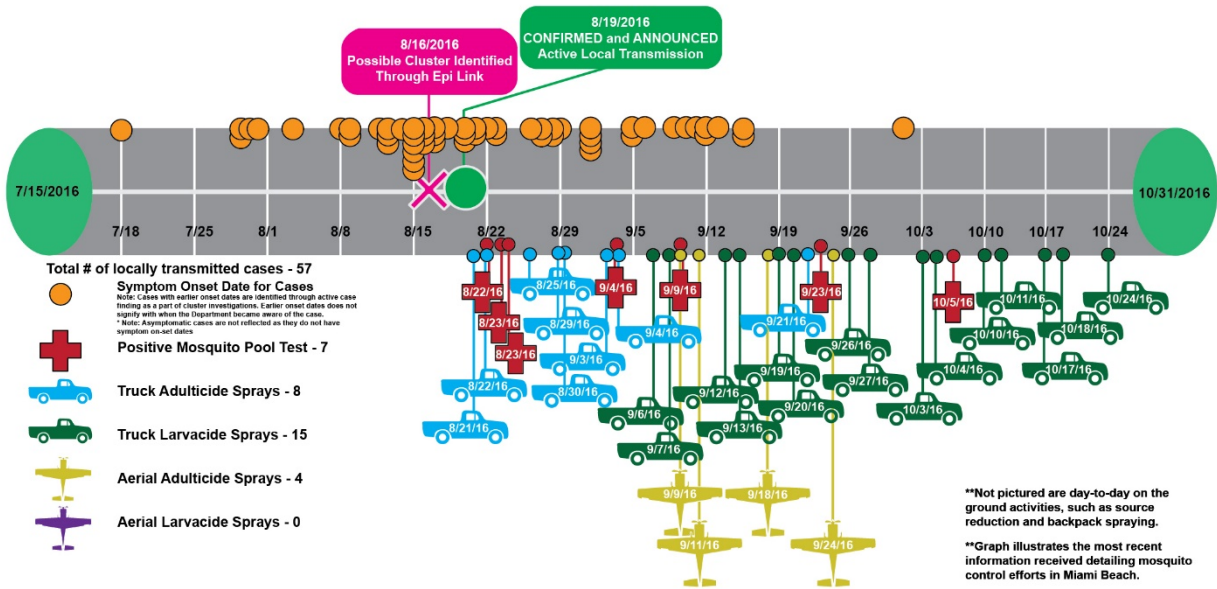 8/16/2016
Possible Cluster Identified
Through Epi Link
8/19/2016
CONFIRMED and ANNOUNCED
Active Local Transmission
7/15/2016
10/31/2016
7/18
7/25
8/1
8/8
8/15
8/22
8/29
9/5
9/12
9/19
9/26
10/3
10/10
10/17
10/24
Total # of locally transmitted cases - 57
Symptom Onset Date for Cases
Note: Cases with earlier onset dates are identified through active case
finding as a part of cluster investigations. Earlier onset dates does not
signify with when the Department became aware of the case.
* Note: Asymptomatic cases are not reflected as they do not have
symptom on-set dates
Positive Mosquito Pool Test - 7
Truck Adulticide Sprays - 8
Truck Larvacide Sprays - 15
Aerial Adulticide Sprays - 4
Aerial Larvacide Sprays - 0
8/22/16
8/23/16
8/23/16
8/22/16
8/21/16
8/25/16
8/29/16
9/3/16
8/30/16
9/4/16
9/4/16
9/6/16
9/7/16
9/9/16
9/12/16
9/13/16
9/9/16
9/11/16
9/18/16
9/24/16
9/21/16
9/23/16
9/19/16
9/20/16
9/26/16
9/27/16
10/5/16
10/4/16
10/3/16
10/11/16
10/10/16
10/18/16
10/17/16
10/24/16
**Not pictured are day-to-day on the
ground activities, such as source
reduction and backpack spraying.
**Graph illustrates the most recent
information received detailing mosquito
control efforts in Miami Beach.